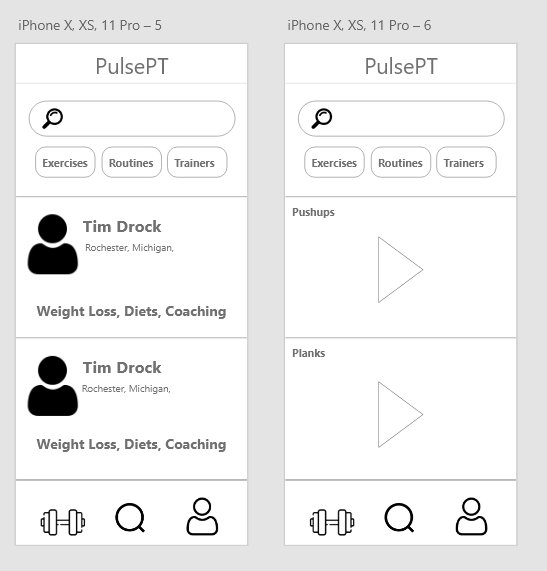 iPhone X, XS, 11 Pro – 5
PulsePT
Exercises Routines Trainers
Tim Drock
Rochester, Michigan,
Weight Loss, Diets, Coaching
Tim Drock
Rochester, Michigan,
Weight Loss, Diets, Coaching
iPhone X, XS, 11 Pro – 6
PulsePT
Exercises Routines Trainers
Pushups
Planks